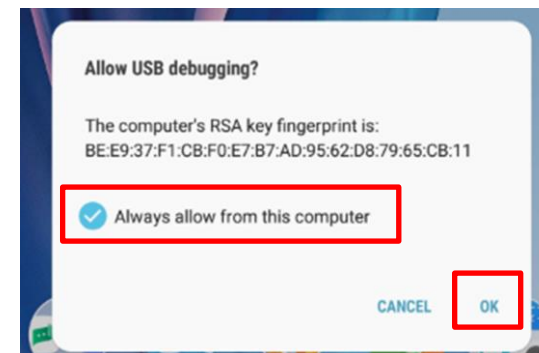 Allow USB debugging?
The computer's RSA key fingerprint is:
BE:E9:37:F1:CB:F0:E7:B7:AD:95:62:D8:79:65:CB:11
Always allow from this computer
CANCEL OK